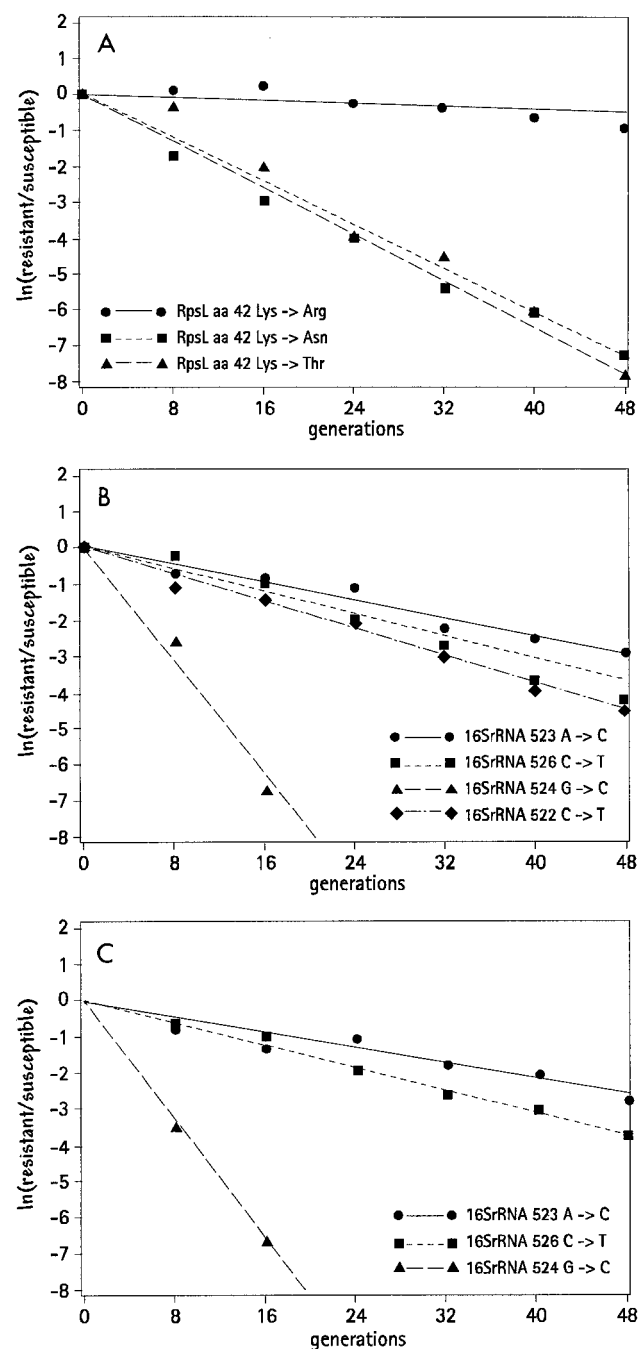 A
ln(resistant/susceptible)
2
1
0
-1
-2
-3
-4
-5
-6
-7
-8
RpsL aa 42 Lys -> Arg
RpsL aa 42 Lys -> Asn
RpsL aa 42 Lys -> Thr
0 8 16 24 32 40 48
generations
B
ln(resistant/susceptible)
2
1
0
-1
-2
-3
-4
-5
-6
-7
-8
16SrRNA 523 A -> C
16SrRNA 526 C -> T
16SrRNA 524 G -> C
16SrRNA 522 C -> T
0 8 16 24 32 40 48
generations
C
ln(resistant/susceptible)
2
1
0
-1
-2
-3
-4
-5
-6
-7
-8
16SrRNA 523 A -> C
16SrRNA 526 C -> T
16SrRNA 524 G -> C
0 8 16 24 32 40 48
generations